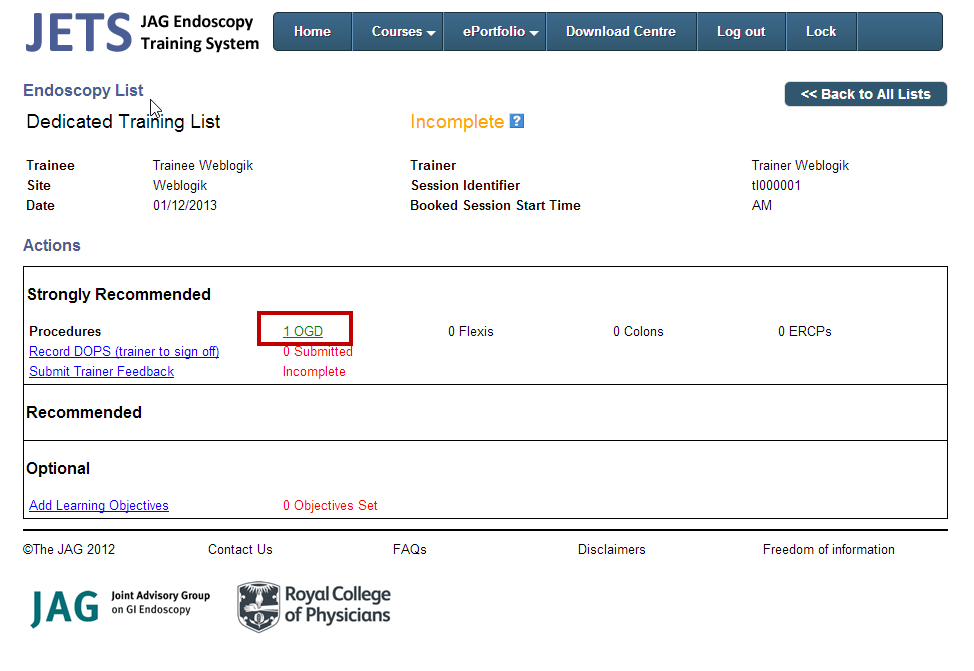 JETS JAG Endoscopy Training System
Home Courses ePortfolio Download Centre Log out Lock
Endoscopy List
<< Back to All Lists
Dedicated Training List Incomplete ?
Trainee Trainee Weblogik Trainer Trainer Weblogik
Site Weblogik Session Identifier tl000001
Date 01/12/2013 Booked Session Start Time AM
Actions
Strongly Recommended
Procedures 1 OGD 0 Flexis 0 Colons 0 ERCPs
Record DOPS (trainer to sign off) 0 Submitted
Submit Trainer Feedback Incomplete
Recommended
Optional
Add Learning Objectives 0 Objectives Set
©The JAG 2012 Contact Us FAQs Disclaimers Freedom of information
JAG Joint Advisory Group on GI Endoscopy
Royal College of Physicians